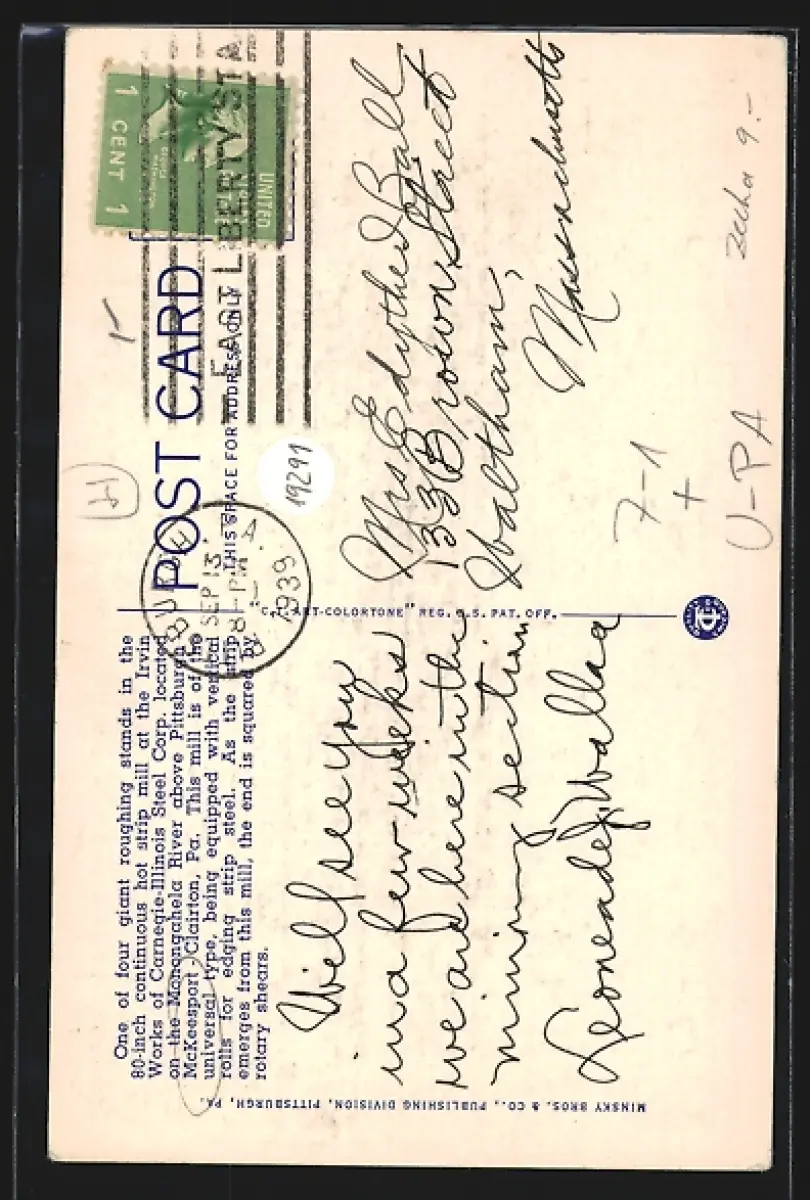 One of four giant roughing stands in the
80-inch continuous hot strip mill at the Irvin
Works of Carnegie-Illinois Steel Corp. located
on the Monongahela River above Pittsburgh
McKeesport-Clairton, Pa. This mill is of the
universal type, being equipped with vertical
rolls for edging strip steel. As the strip
emerges from this mill, the end is squared by
rotary shears.
Will see you
in a few weeks
we are here in the
mining section
MINSKY BROS. & CO., PUBLISHING DIVISION, PITTSBURGH, PA.
"C.T. ART-COLORTONE" REG. U.S. PAT. OFF.
POST CARD
THIS SPACE FOR ADDRESS ONLY
SEP 13
8-PM
1939
EAST LIBERTY STA
UNITED
1 CENT 1
Mrs Edythe Ball
133 Brown Street
Waltham,
Massachusetts
19291
7-1
+
U-PA
9.-